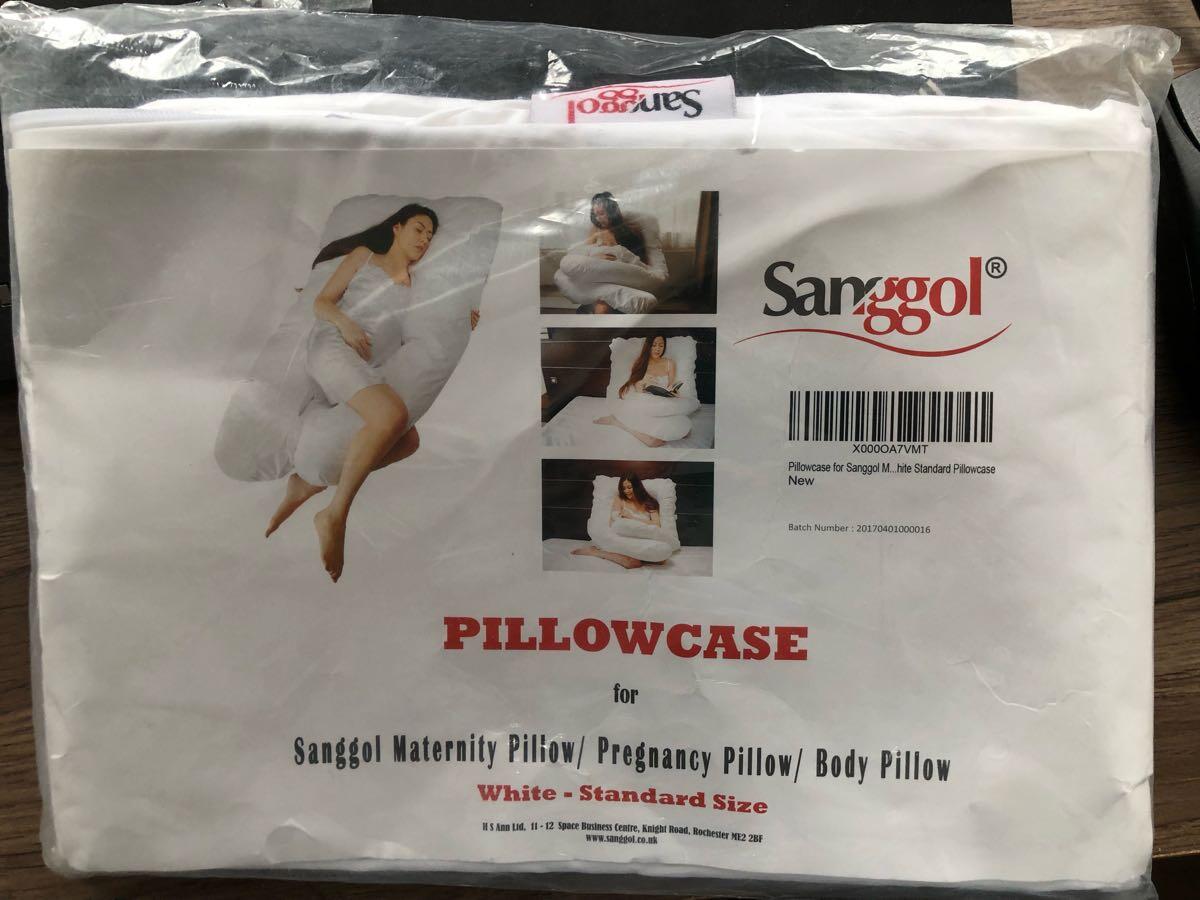 Sanggol
Sanggol®
X000OA7VMT
Pillowcase for Sanggol M...hite Standard Pillowcase
New
Batch Number : 20170401000016
PILLOWCASE
for
Sanggol Maternity Pillow/ Pregnancy Pillow/ Body Pillow
White - Standard Size
H S Ann Ltd. 11 - 12 Space Business Centre, Knight Road, Rochester ME2 2BF
www.sanggol.co.uk